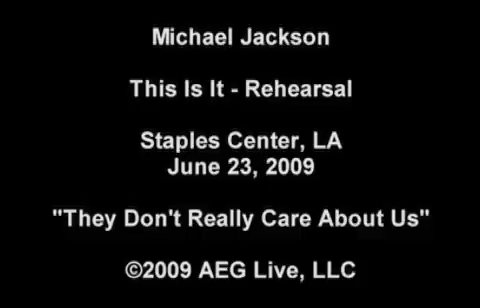 Michael Jackson
This Is It - Rehearsal
Staples Center, LA
June 23, 2009
"They Don't Really Care About Us"
©2009 AEG Live, LLC